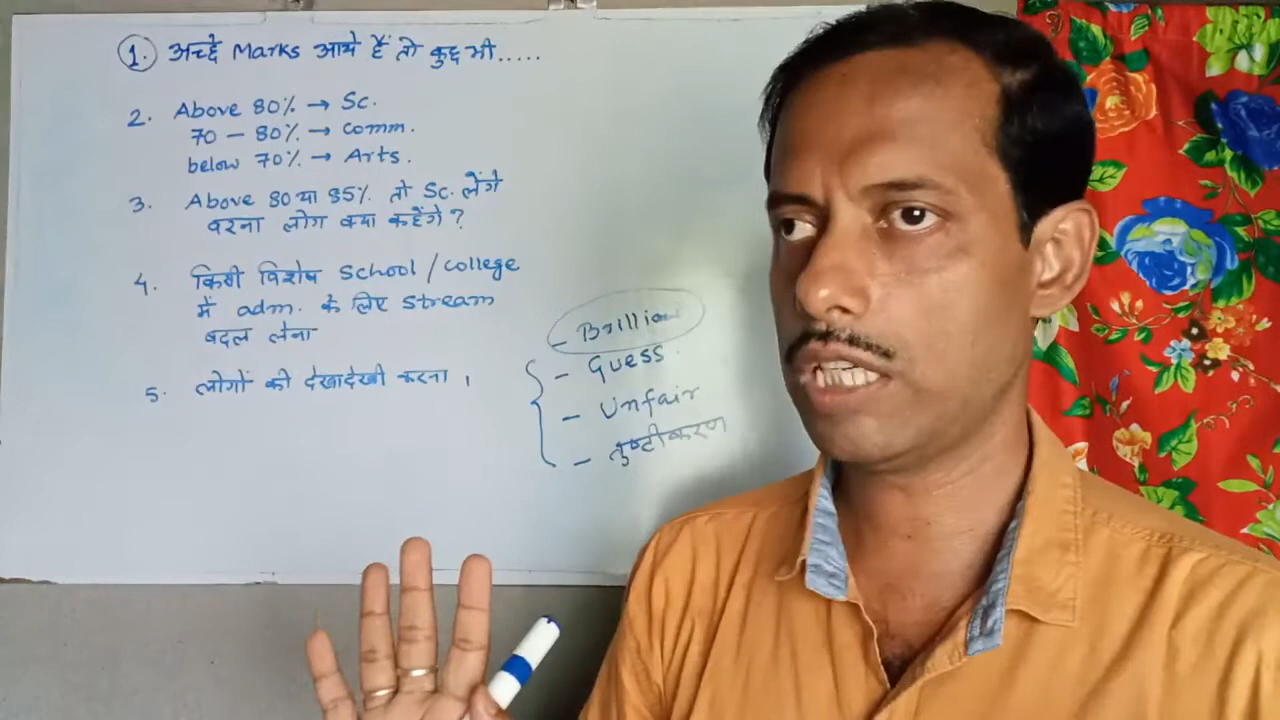 1. अच्छे Marks आये हैं तो कुछ भी.....
2. Above 80% → Sc.
70 - 80% → Comm.
below 70% → Arts.
3. Above 80 या 85% तो Sc. लेंगे
वरना लोग क्या कहेंगे ?
4. किसी विशेष School / College
में adm. के लिए stream
बदल लेना
5. लोगों की देखादेखी करना ।
- Brillian
- Guess.
- Unfair
- तुष्टीकरण